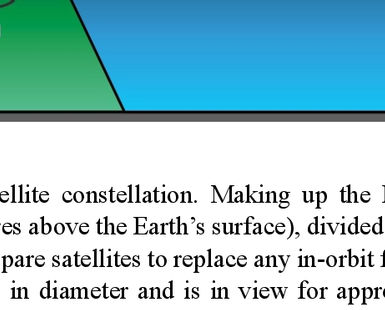 ellite constellation. Making up the
es above the Earth's surface), divided
pare satellites to replace any in-orbit
in diameter and is in view for appr